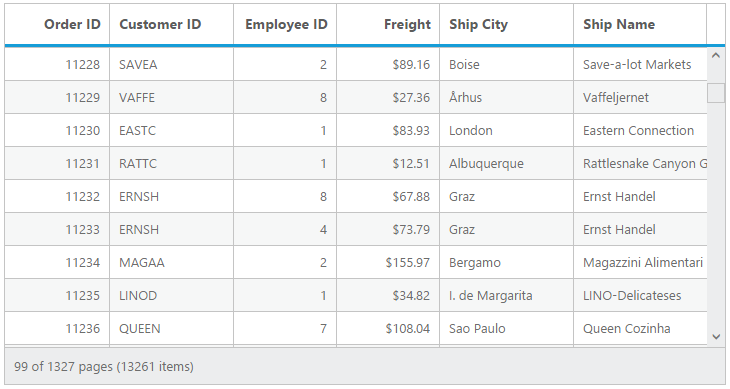 Order ID Customer ID Employee ID Freight Ship City Ship Name
11228 SAVEA 2 $89.16 Boise Save-a-lot Markets
11229 VAFFE 8 $27.36 Århus Vaffeljernet
11230 EASTC 1 $83.93 London Eastern Connection
11231 RATTC 1 $12.51 Albuquerque Rattlesnake Canyon G
11232 ERNSH 8 $67.88 Graz Ernst Handel
11233 ERNSH 4 $73.79 Graz Ernst Handel
11234 MAGAA 2 $155.97 Bergamo Magazzini Alimentari
11235 LINOD 1 $34.82 I. de Margarita LINO-Delicateses
11236 QUEEN 7 $108.04 Sao Paulo Queen Cozinha
99 of 1327 pages (13261 items)